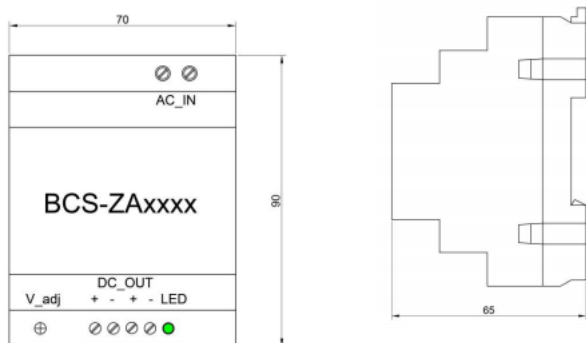 70
AC_IN
BCS-ZAxxxx
90
DC_OUT
V_adj + - + - LED
65